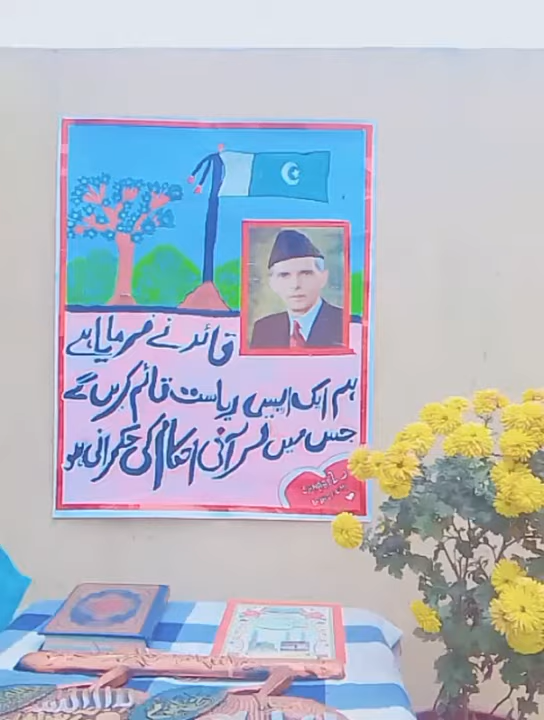 قائد نے فرمایا ہے
ہم ایک ایسی ریاست قائم کریں گے
جس میں قرآنی احکام کی حکمرانی ہو